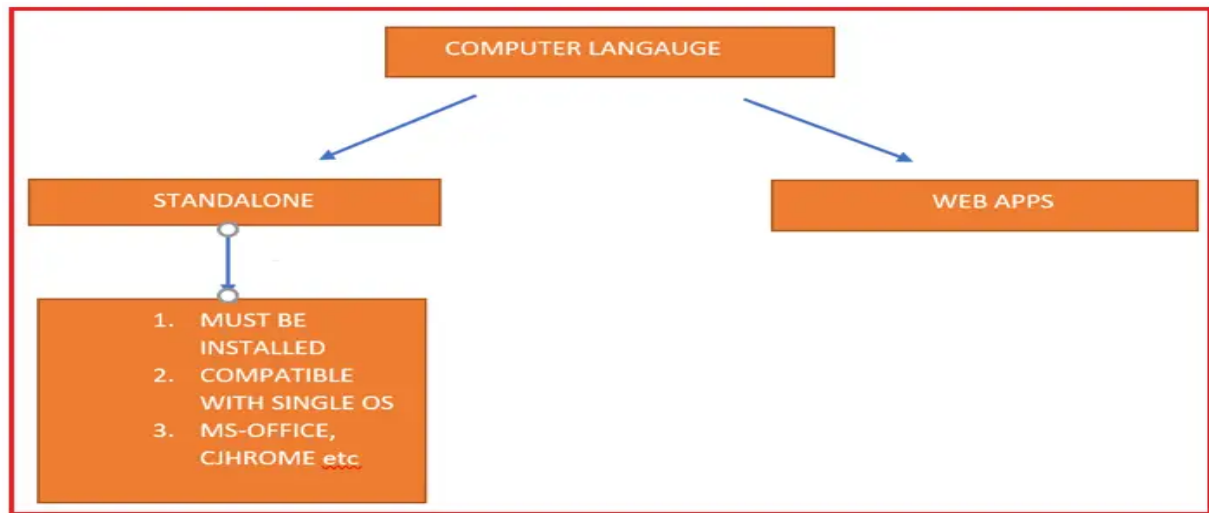 COMPUTER LANGAUGE
STANDALONE
WEB APPS
1. MUST BE
INSTALLED
2. COMPATIBLE
WITH SINGLE OS
3. MS-OFFICE,
CJHROME etc